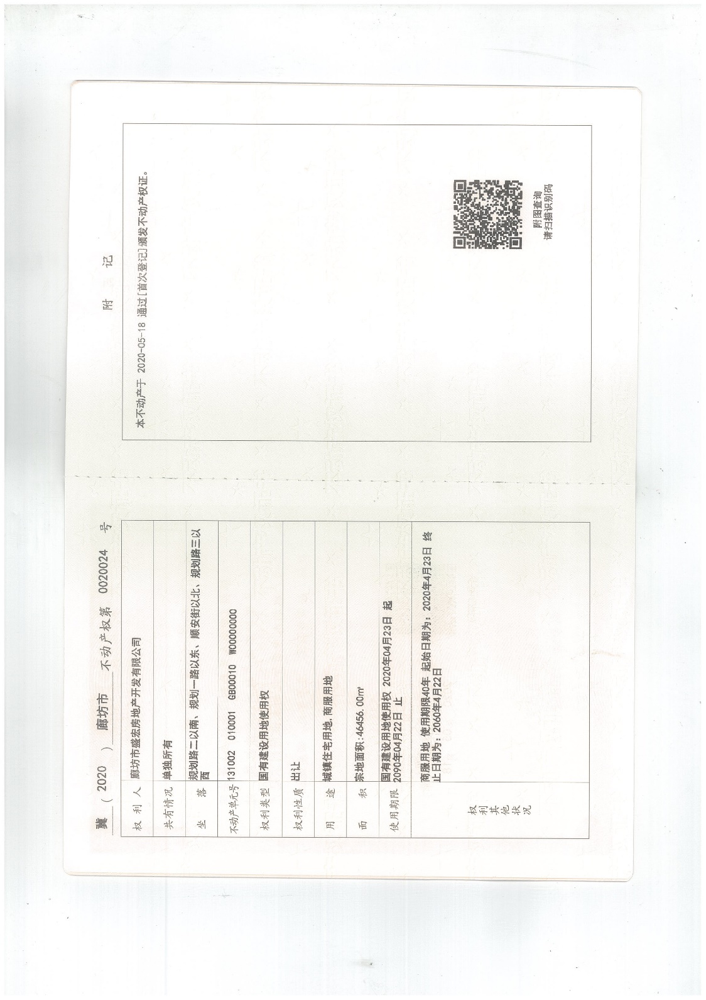 冀（2020）廊坊市 不动产权第 0020024 号
权利人 廊坊市盛宏房地产开发有限公司
共有情况 单独所有
坐落 规划路二以南、规划一路以东、顺安街以北、规划路三以
西
不动产单元号 131002 010001 GB00010 W00000000
权利类型 国有建设用地使用权
权利性质 出让
用途 城镇住宅用地,商服用地
面积 宗地面积:46456.00㎡
使用期限 国有建设用地使用权 2020年04月23日 起
2090年04月22日 止
权利其他状况
商服用地 使用期限40年 起始日期为：2020年4月23日 终
止日期为：2060年4月22日
附记
本不动产于 2020-05-18 通过[首次登记]颁发不动产权证。
附图查询
请扫描识别码